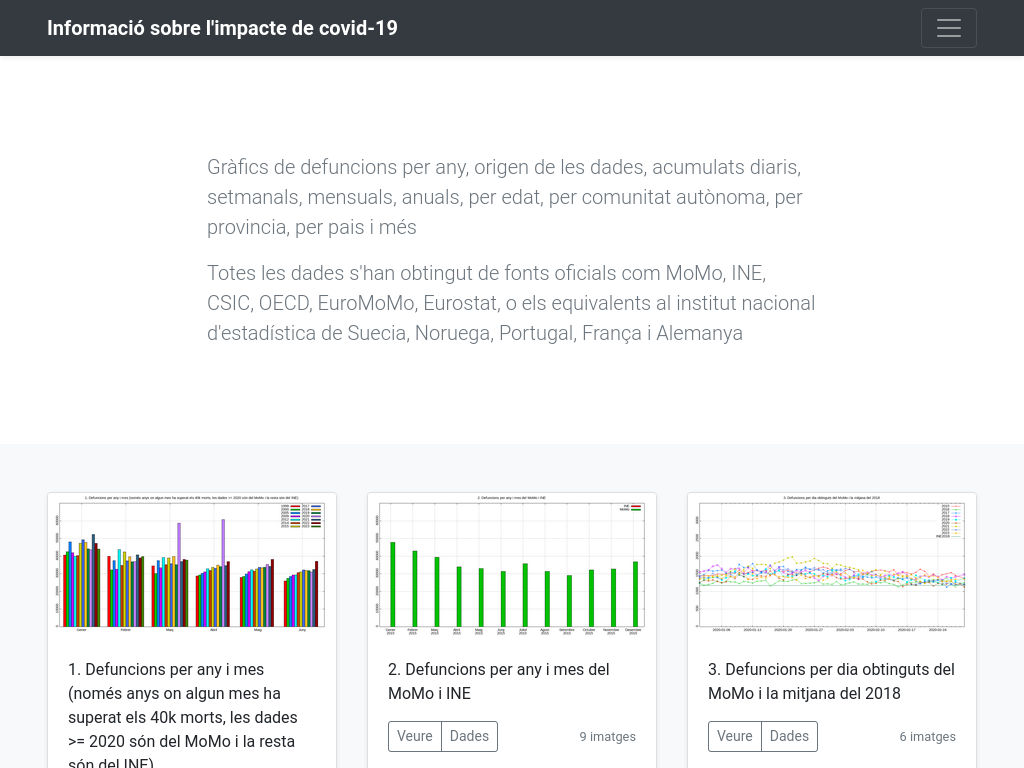 Informació sobre l'impacte de covid-19
Gràfics de defuncions per any, origen de les dades, acumulats diaris,
setmanals, mensuals, anuals, per edat, per comunitat autònoma, per
provincia, per pais i més
Totes les dades s'han obtingut de fonts oficials com MoMo, INE,
CSIC, OECD, EuroMoMo, Eurostat, o els equivalents al institut nacional
d'estadística de Suecia, Noruega, Portugal, França i Alemanya
1. Defuncions per any i mes
(només anys on algun mes ha
superat els 40k morts, les dades
>= 2020 són del MoMo i la resta
són del INE)
2. Defuncions per any i mes del
MoMo i INE
Veure Dades 9 imatges
3. Defuncions per dia obtinguts del
MoMo i la mitjana del 2018
Veure Dades 6 imatges